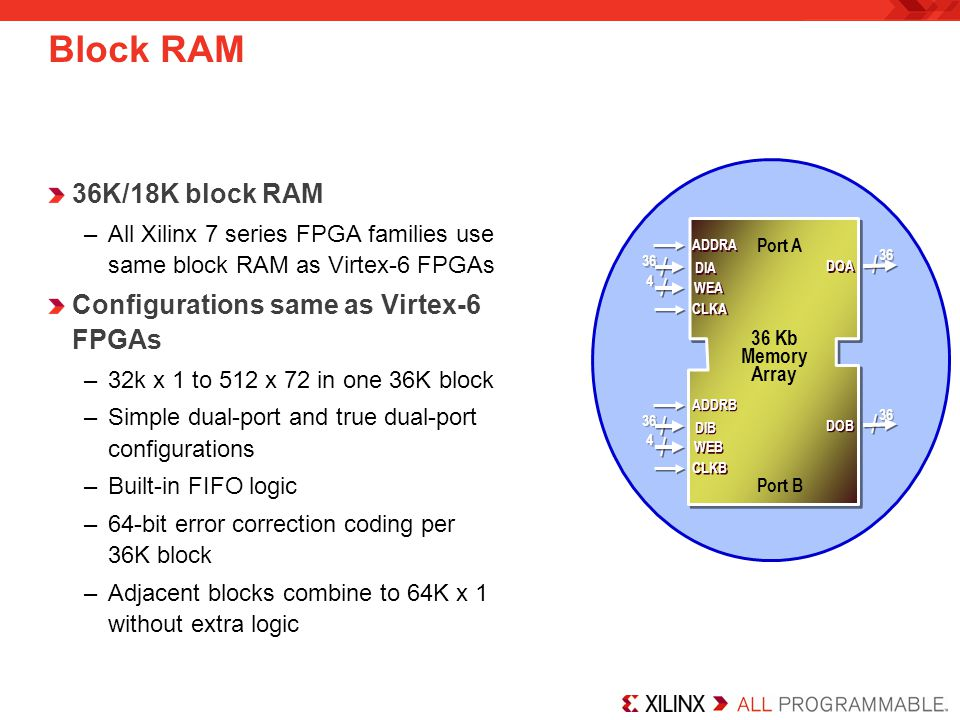 Block RAM
36K/18K block RAM
– All Xilinx 7 series FPGA families use
same block RAM as Virtex-6 FPGAs
Configurations same as Virtex-6
FPGAs
– 32k x 1 to 512 x 72 in one 36K block
– Simple dual-port and true dual-port
configurations
– Built-in FIFO logic
– 64-bit error correction coding per
36K block
– Adjacent blocks combine to 64K x 1
without extra logic
ADDRA
Port A
36
DIA
DOA
36
4
WEA
CLKA
36 Kb
Memory
Array
ADDRB
36
DIB
DOB
36
4
WEB
CLKB
Port B
XILINX ALL PROGRAMMABLE.